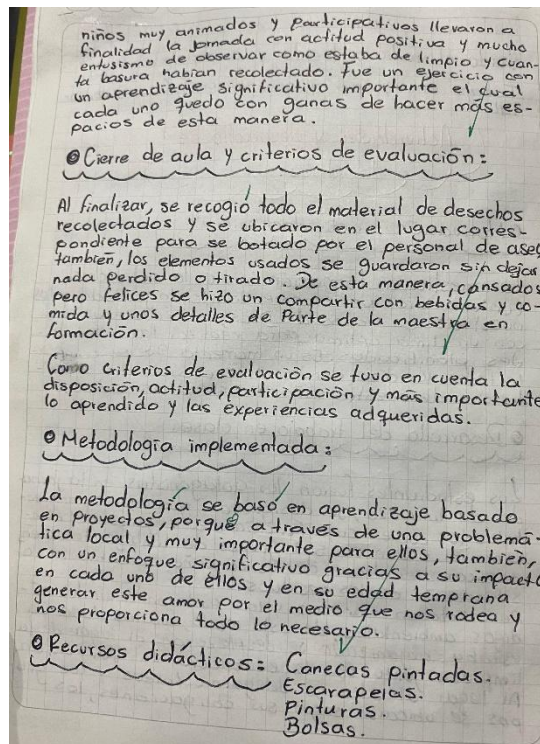 niños muy animados y participativos llevaron a
finalidad la jornada con actitud positiva y mucho
entusismo de observar como estaba de limpio y cuan-
ta basura habian recolectado. Fue un ejercicio con
un aprendizaje significativo importante el cual
cada uno quedo con ganas de hacer más es-
pacios de esta manera.
Cierre de aula y criterios de evaluación:
Al finalizar, se recogió todo el material de desechos
recolectados y se ubicaron en el lugar corres-
pondiente para se botado por el personal de aseo
tambien, los elementos usados se guardaron sin dejar
nada perdido o tirado. De esta manera, cansados
pero felices se hizo un compartir con bebidas y co-
mida y unos detalles de Parte de la maestra en
formación.
Como criterios de evaluación se tuvo en cuenta la
disposición, actitud, participación y más importante
lo aprendido y las experiencias adqueridas.
Metodologia implementada:
La metodología se basó en aprendizaje basado
en proyectos, porque a través de una problemá-
tica local y muy importante para ellos, tambien,
con un enfoque significativo gracias a su impacto
en cada uno de ellos y en su edad temprana
generar este amor por el medio que nos rodea y
nos proporciona todo lo necesario.
Recursos didácticos: Canecas pintadas.
Escarapelas.
Pinturas.
Bolsas.